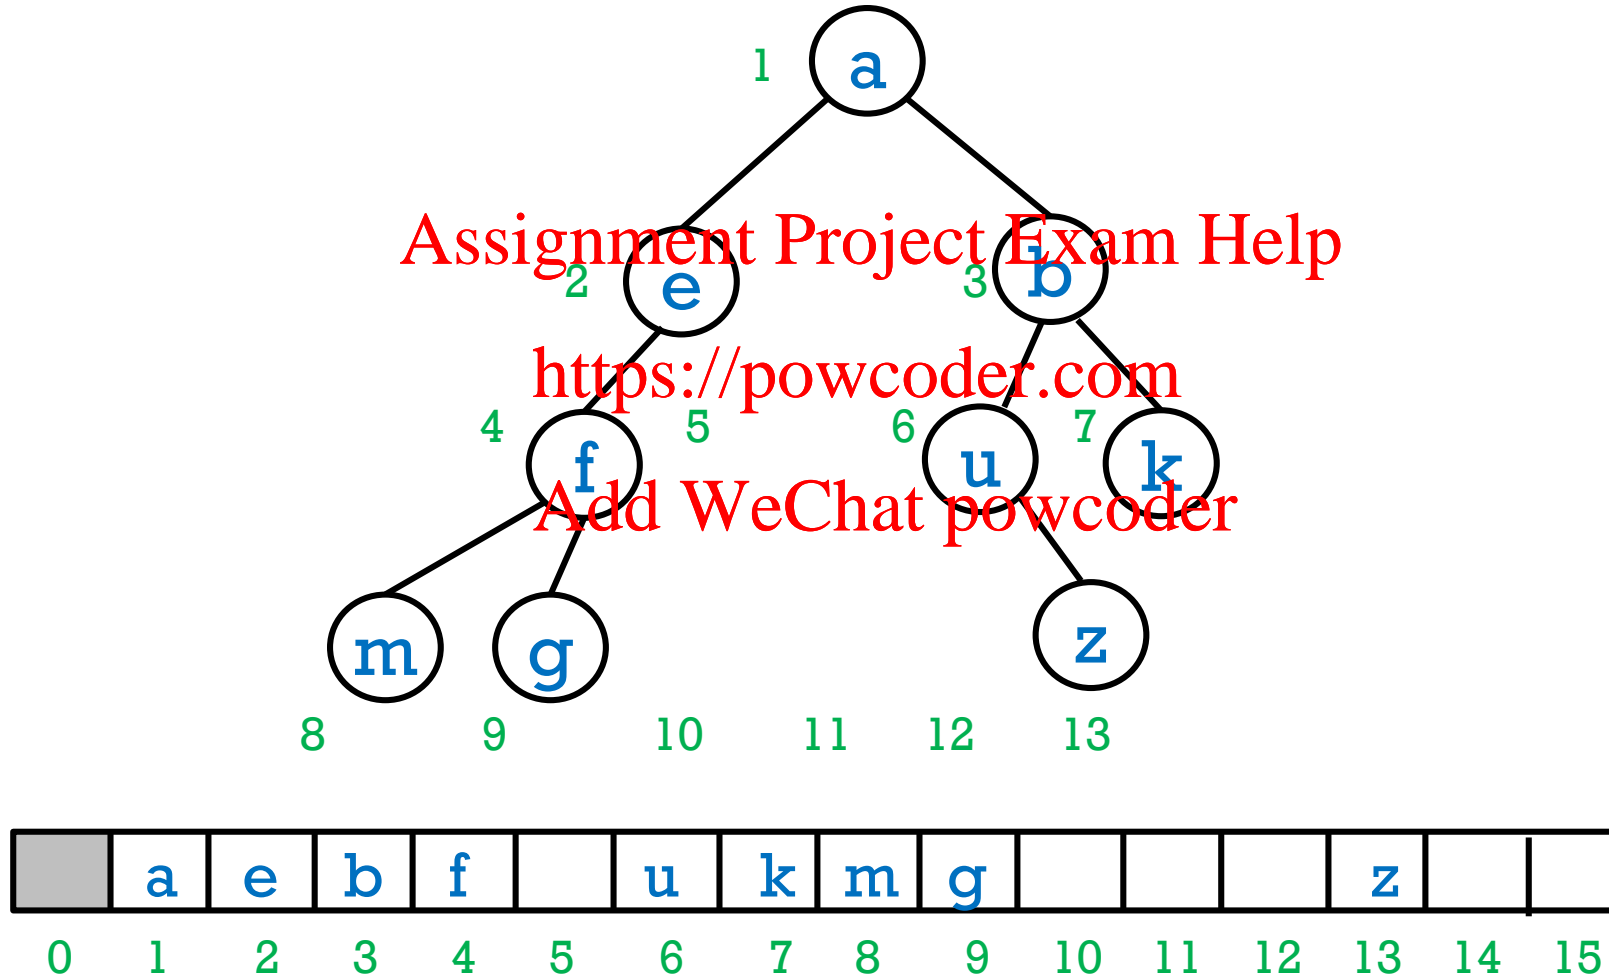 1 a
Assignment Project Exam Help
2 e 3 b
https://powcoder.com
4 f 5 6 u 7 k
Add WeChat powcoder
m g z
8 9 10 11 12 13
a e b f u k m g z
0 1 2 3 4 5 6 7 8 9 10 11 12 13 14 15